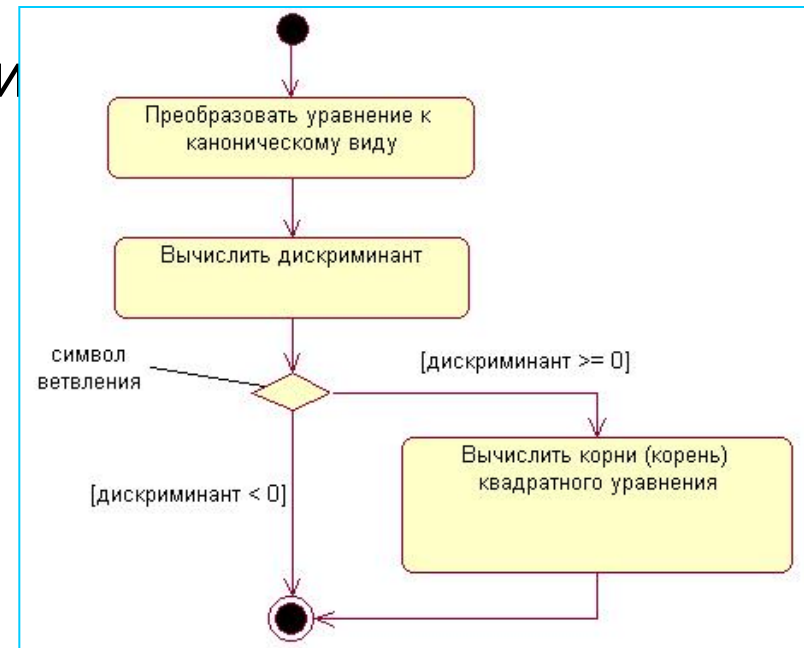 и
Преобразовать уравнение к
каноническому виду
Вычислить дискриминант
символ
ветвления
[дискриминант >= 0]
Вычислить корни (корень)
квадратного уравнения
[дискриминант < 0]